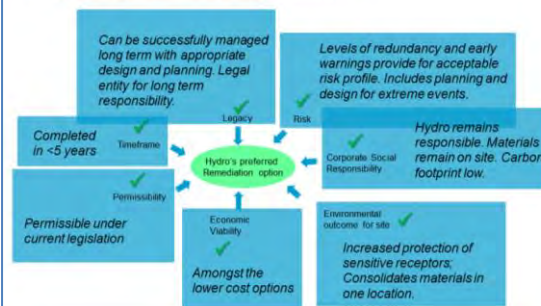 Can be successfully managed
long term with appropriate
design and planning. Legal
entity for long term
responsibility.
Legacy
Levels of redundancy and early
warnings provide for acceptable
risk profile. Includes planning and
design for extreme events.
Risk
Completed
in <5 years
Timeframe
Hydro's preferred
Remediation option
Hydro remains
responsible. Materials
remain on site. Carbon
footprint low.
Corporate Social
Responsibility
Permissibility
Permissible under
current legislation
Economic
Viability
Amongst the
lower cost options
Environmental
outcome for site
Increased protection of
sensitive receptors;
Consolidates materials in
one location.